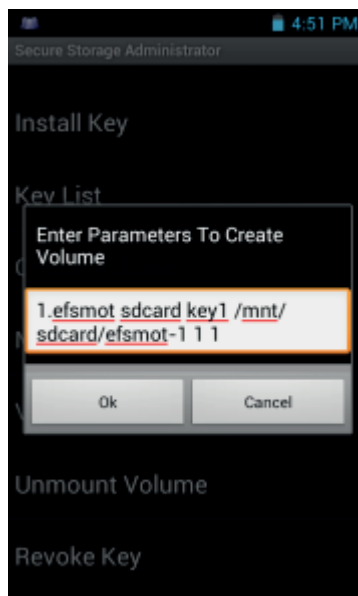 4:51 PM
Secure Storage Administrator
Install Key
Key List
Enter Parameters To Create
Volume
1.efsmot sdcard key1 /mnt/
sdcard/efsmot-1 1 1
Ok
Cancel
Unmount Volume
Revoke Key